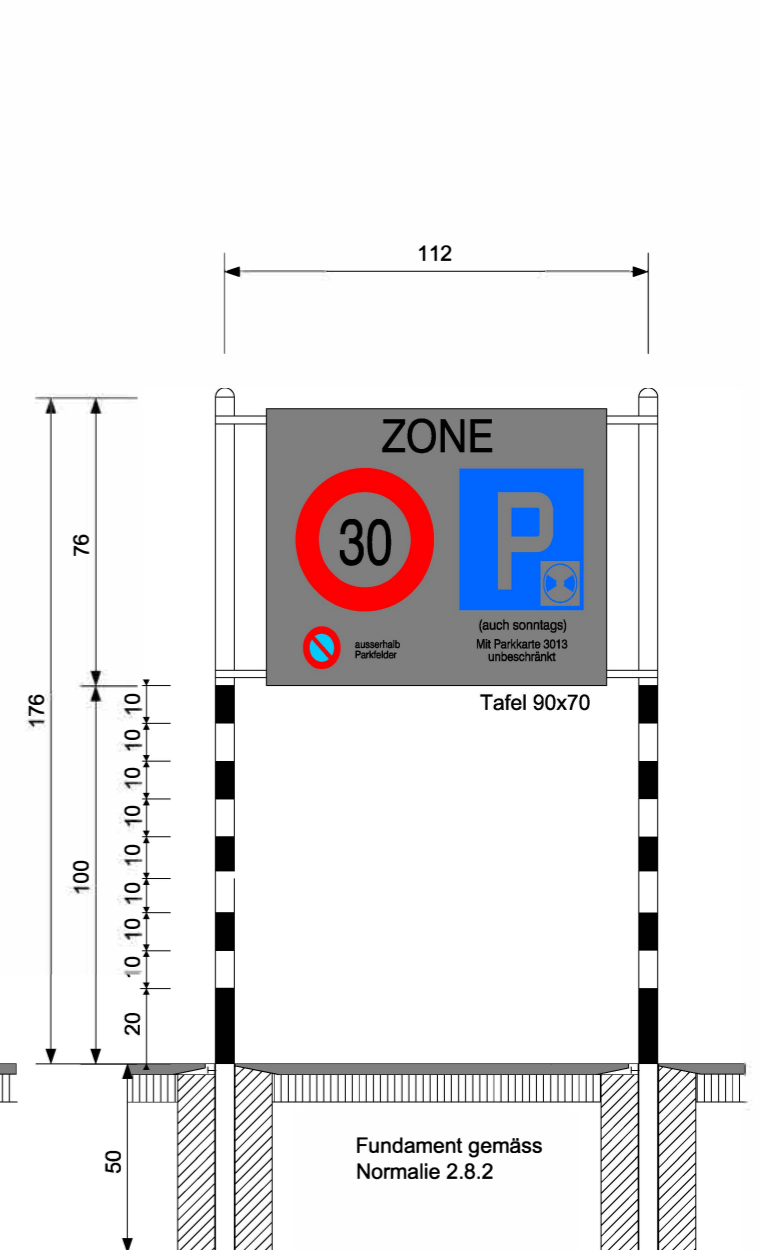 112
ZONE
30
P
(auch sonntags)
Mit Parkkarte 3013
unbeschränkt
ausserhalb
Parkfelder
Tafel 90x70
76
176
100
10
10
10
10
10
10
10
10
20
50
Fundament gemäss
Normalie 2.8.2